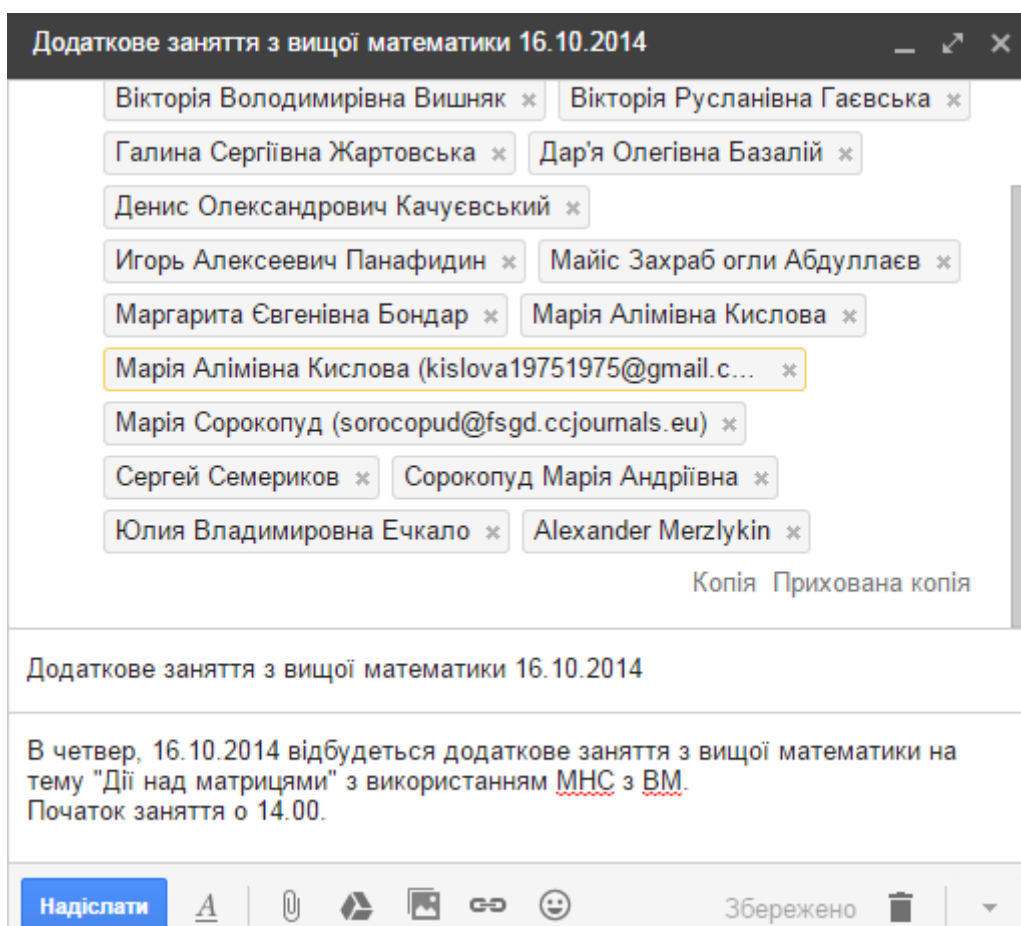 Додаткове заняття з вищої математики 16.10.2014
Вікторія Володимирівна Вишняк Вікторія Русланівна Гаєвська
Галина Сергіївна Жартовська Дар'я Олегівна Базалій
Денис Олександрович Качуєвський
Игорь Алексеевич Панафидин Майіс Захраб огли Абдуллаєв
Маргарита Євгенівна Бондар Марія Алімівна Кислова
Марія Алімівна Кислова (kislova19751975@gmail.c...
Марія Сорокопуд (sorocopud@fsgd.ccjournals.eu)
Сергей Семериков Сорокопуд Марія Андріївна
Юлия Владимировна Ечкало Alexander Merzlykin
Копія Прихована копія
Додаткове заняття з вищої математики 16.10.2014
В четвер, 16.10.2014 відбудеться додаткове заняття з вищої математики на
тему "Дії над матрицями" з використанням МНС з ВМ.
Початок заняття о 14.00.
Надіслати A Збережено